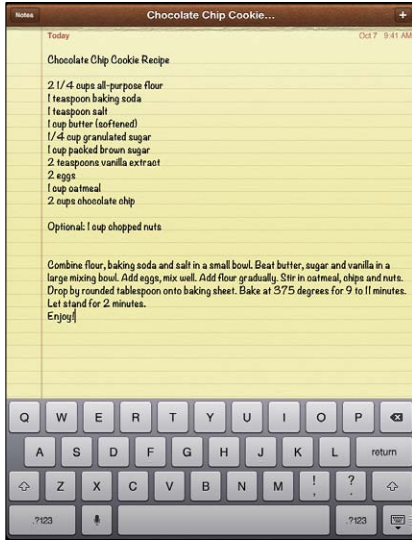 Notes
Chocolate Chip Cookie...
+
Today
Oct 7 9:41 AM
Chocolate Chip Cookie Recipe
2 1/4 cups all-purpose flour
1 teaspoon baking soda
1 teaspoon salt
1 cup butter (softened)
1/4 cup granulated sugar
1 cup packed brown sugar
2 teaspoons vanilla extract
2 eggs
1 cup oatmeal
2 cups chocolate chip
Optional: 1 cup chopped nuts
Combine flour, baking soda and salt in a small bowl. Beat butter, sugar and vanilla in a
large mixing bowl. Add eggs, mix well. Add flour gradually. Stir in oatmeal, chips and nuts.
Drop by rounded tablespoon onto baking sheet. Bake at 375 degrees for 9 to 11 minutes.
Let stand for 2 minutes.
Enjoy!
Q W E R T Y U I O P
A S D F G H J K L return
Z X C V B N M ! , ? .
.?123 .?123